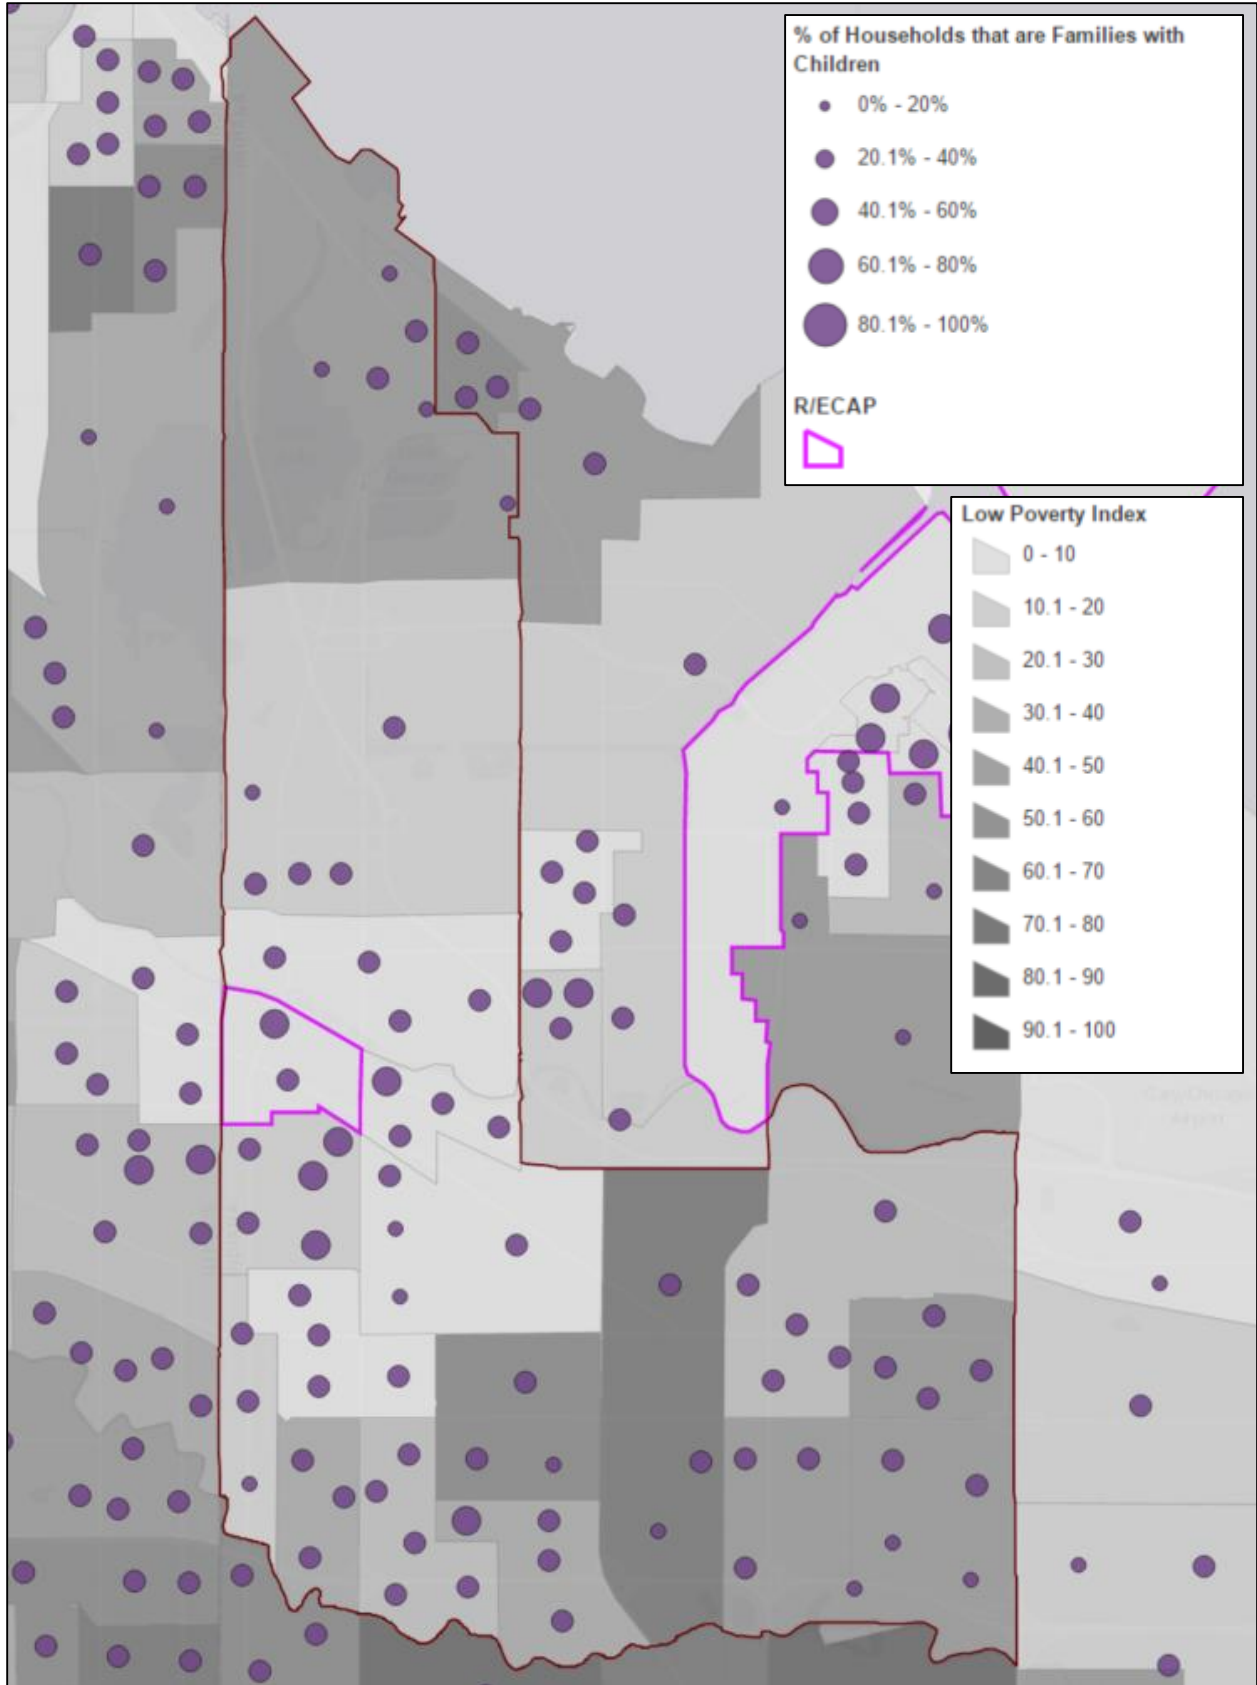 % of Households that are Families with
Children
0% - 20%
20.1% - 40%
40.1% - 60%
60.1% - 80%
80.1% - 100%
R/ECAP
Low Poverty Index
0 - 10
10.1 - 20
20.1 - 30
30.1 - 40
40.1 - 50
50.1 - 60
60.1 - 70
70.1 - 80
80.1 - 90
90.1 - 100